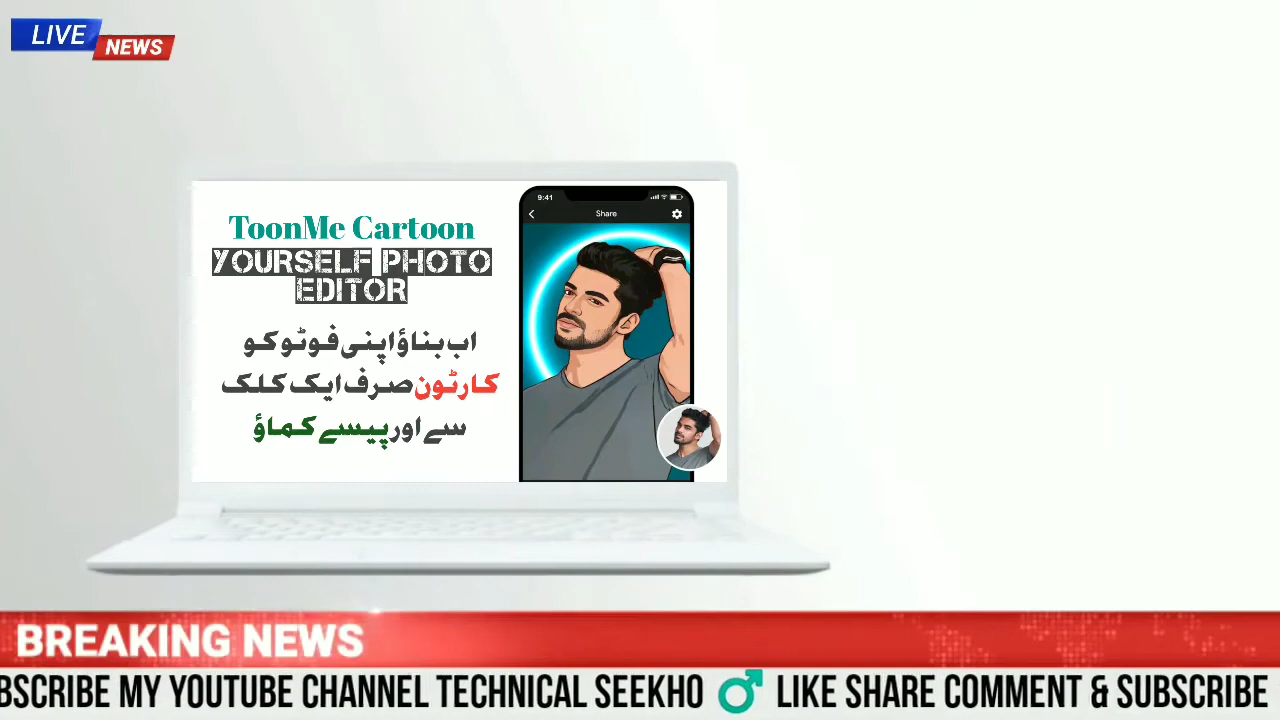 LIVE
NEWS
ToonMe Cartoon
YOURSELF PHOTO
EDITOR
اب بناؤ اپنی فوٹو کو
کارٹون صرف ایک کلک
سے اور پیسے کماؤ
9:41
Share
BREAKING NEWS
BSCRIBE MY YOUTUBE CHANNEL TECHNICAL SEEKHO ♂ LIKE SHARE COMMENT & SUBSCRIBE